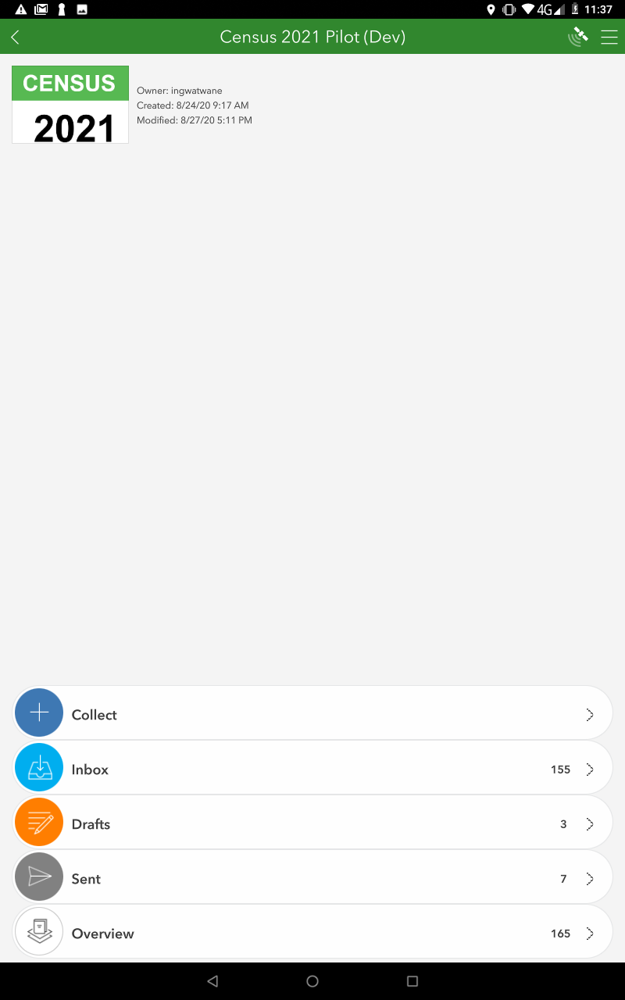 4G 11:37
Census 2021 Pilot (Dev)
CENSUS
2021
Owner: ingwatwane
Created: 8/24/20 9:17 AM
Modified: 8/27/20 5:11 PM
Collect
Inbox 155
Drafts 3
Sent 7
Overview 165